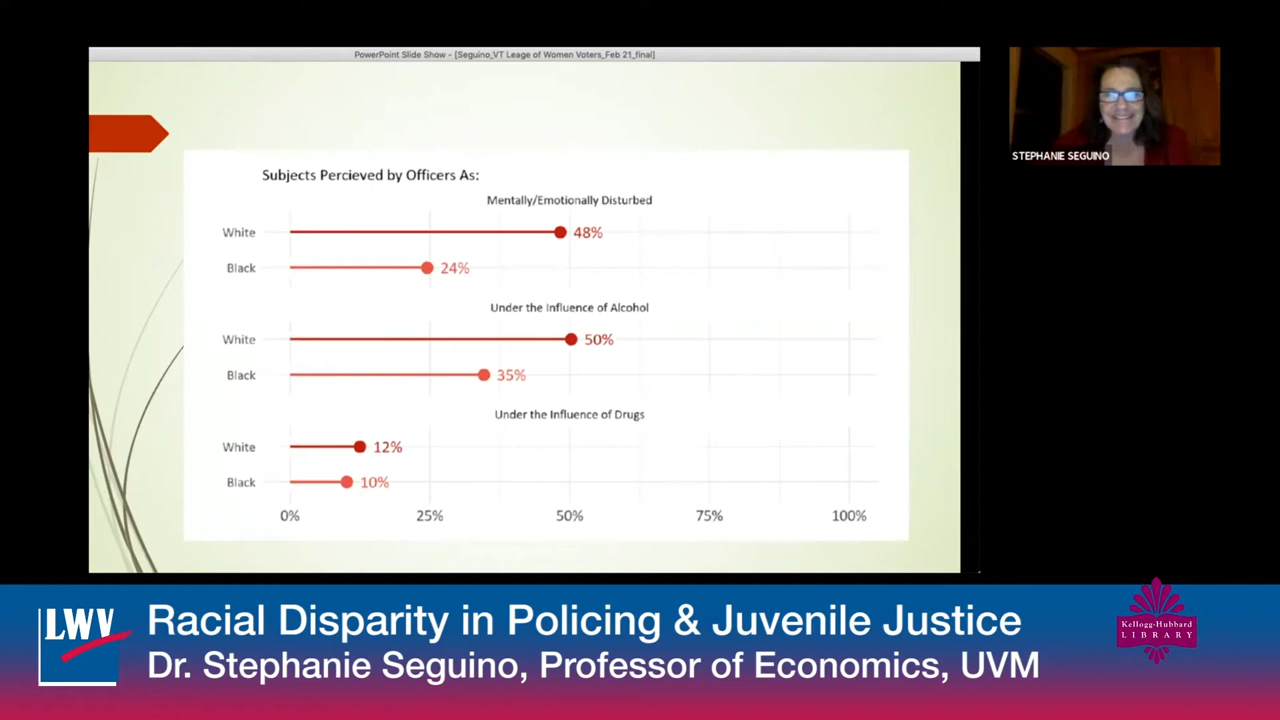 PowerPoint Slide Show - [Seguino_VT Leage of Women Voters_Feb 21_final]
STEPHANIE SEGUINO
Subjects Percieved by Officers As:
Mentally/Emotionally Disturbed
White
48%
Black
24%
Under the Influence of Alcohol
White
50%
Black
35%
Under the Influence of Drugs
White
12%
Black
10%
0% 25% 50% 75% 100%
LWV
Racial Disparity in Policing & Juvenile Justice
Dr. Stephanie Seguino, Professor of Economics, UVM
Kellogg-Hubbard
LIBRARY